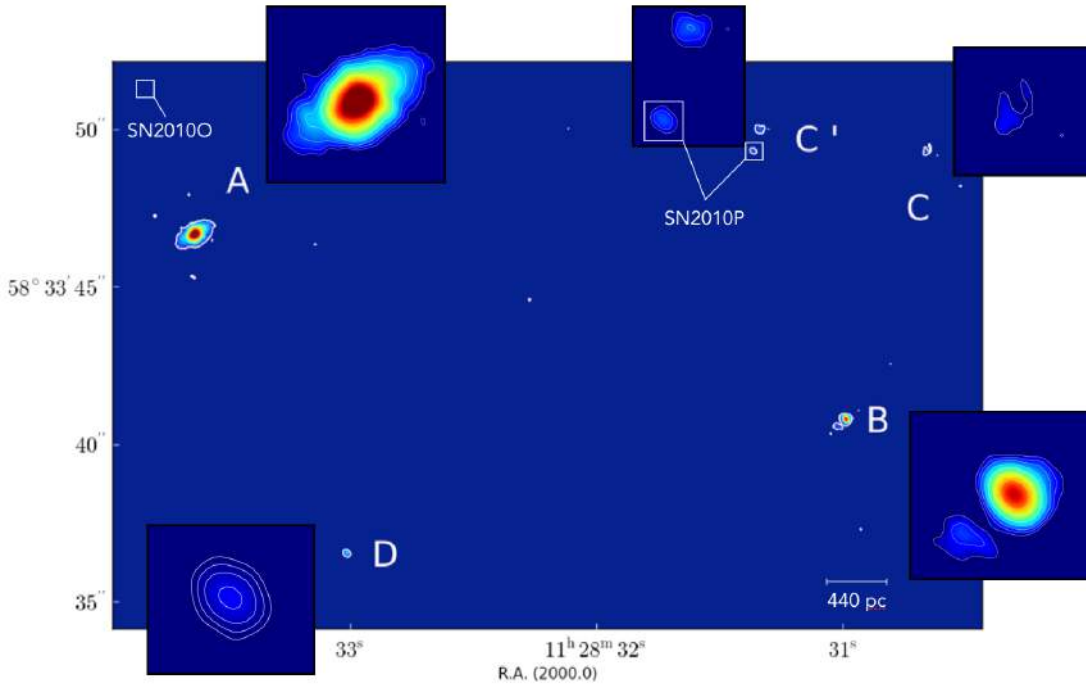 50''
SN2010O
A
C '
SN2010P
C
58° 33' 45''
40''
B
D
440 pc
35''
33ˢ
11ʰ 28ᵐ 32ˢ
31ˢ
R.A. (2000.0)